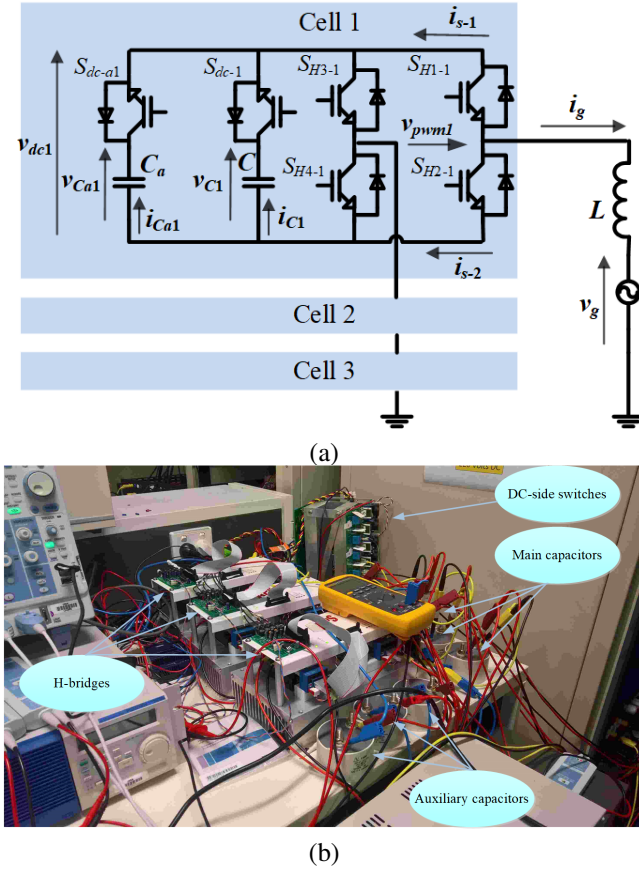 Cell 1
i_{s-1}
S_{dc-a1}
S_{dc-1}
S_{H3-1}
S_{H1-1}
i_g
v_{pwm1}
v_{dc1}
C_a
C
v_{Ca1}
v_{C1}
S_{H4-1}
S_{H2-1}
L
i_{Ca1}
i_{C1}
i_{s-2}
v_g
Cell 2
Cell 3
(a)
DC-side switches
Main capacitors
H-bridges
Auxiliary capacitors
(b)